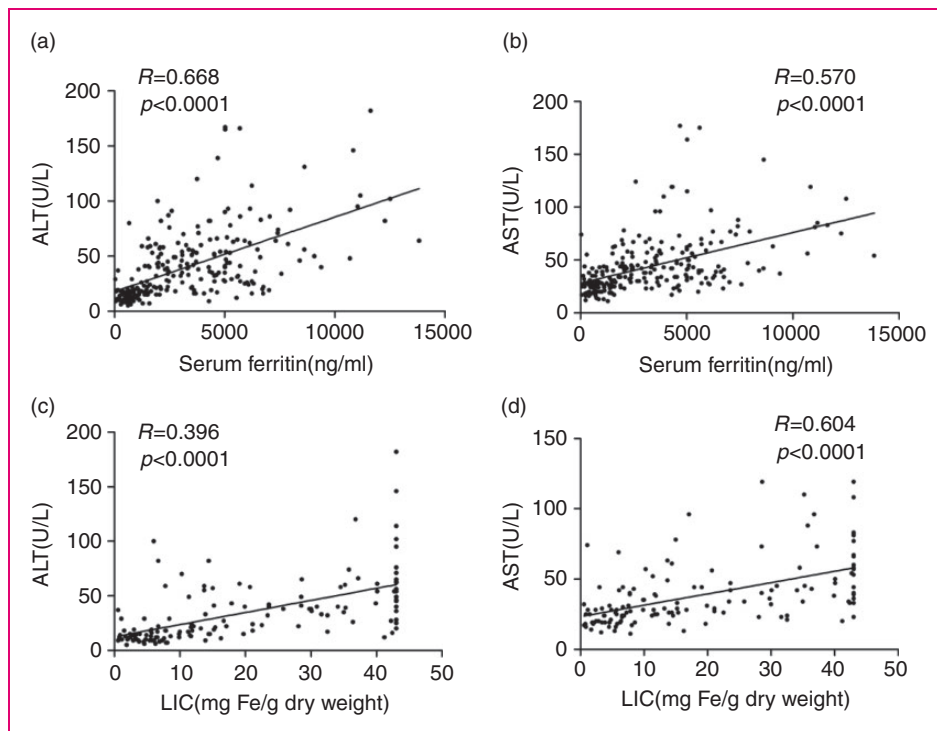 (a)
R=0.668
p<0.0001
200
150
100
50
0
ALT(U/L)
0 5000 10000 15000
Serum ferritin(ng/ml)
(b)
R=0.570
p<0.0001
200
150
100
50
0
AST(U/L)
0 5000 10000 15000
Serum ferritin(ng/ml)
(c)
R=0.396
p<0.0001
200
150
100
50
0
ALT(U/L)
0 10 20 30 40 50
LIC(mg Fe/g dry weight)
(d)
R=0.604
p<0.0001
150
100
50
0
AST(U/L)
0 10 20 30 40 50
LIC(mg Fe/g dry weight)